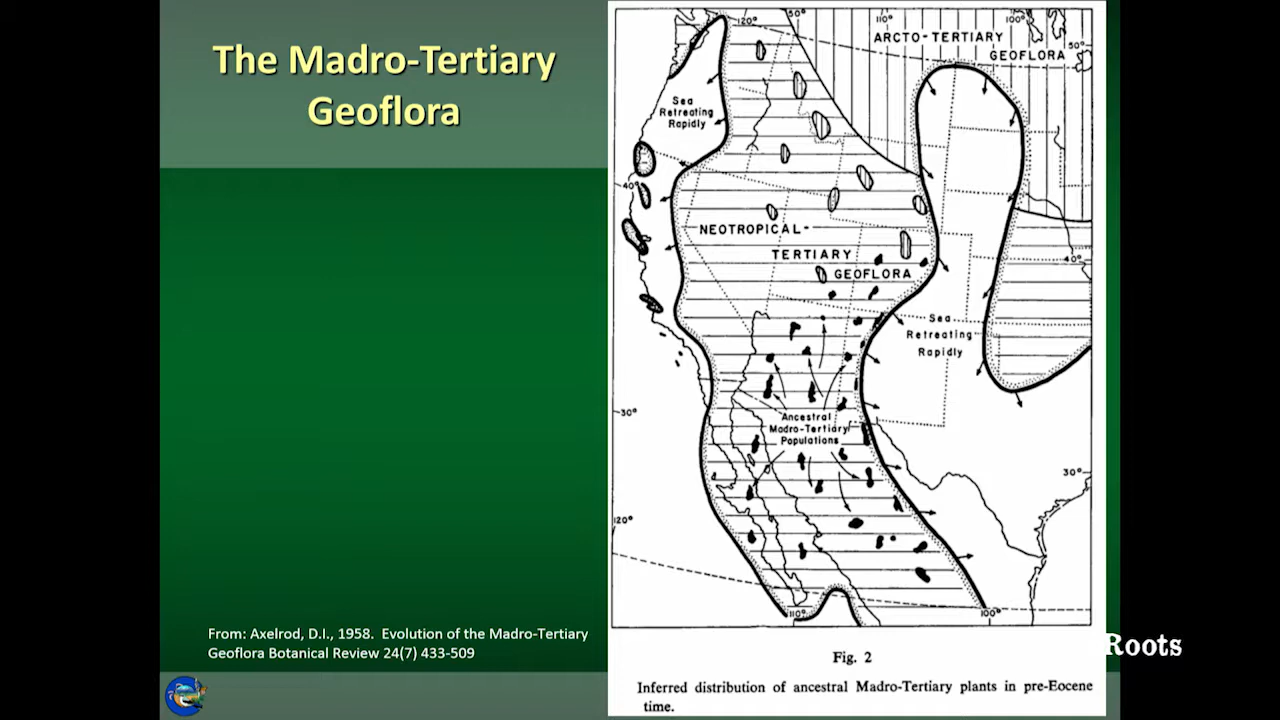 The Madro-Tertiary
Geoflora
120°
50°
110°
100°
ARCTO-TERTIARY
GEOFLORA
50°
Sea
Retreating
Rapidly
40°
NEOTROPICAL-
TERTIARY
GEOFLORA
40°
Sea
Retreating
Rapidly
30°
Ancestral
Madro-Tertiary
Populations
30°
120°
110°
100°
From: Axelrod, D.I., 1958. Evolution of the Madro-Tertiary
Geoflora Botanical Review 24(7) 433-509
Roots
Fig. 2
Inferred distribution of ancestral Madro-Tertiary plants in pre-Eocene
time.